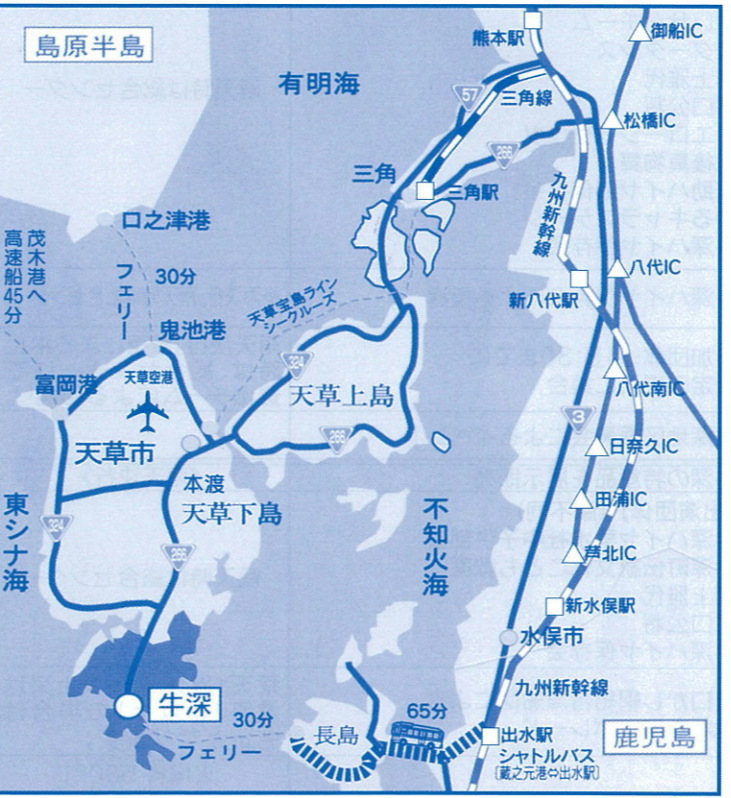 島原半島
有明海
熊本駅
御船IC
57
三角線
松橋IC
266
三角
三角駅
九州新幹線
口之津港
茂木港へ
高速船45分
フェリー
30分
八代IC
新八代駅
天草宝島ライン
シークルーズ
鬼池港
324
富岡港
天草空港
天草上島
八代南IC
3
266
天草市
日奈久IC
本渡
東シナ海
324
天草下島
不知火海
田浦IC
266
芦北IC
新水俣駅
水俣市
九州新幹線
牛深
30分
フェリー
65分
長島
出水駅
シャトルバス
〔蔵之元港⇔出水駅〕
鹿児島